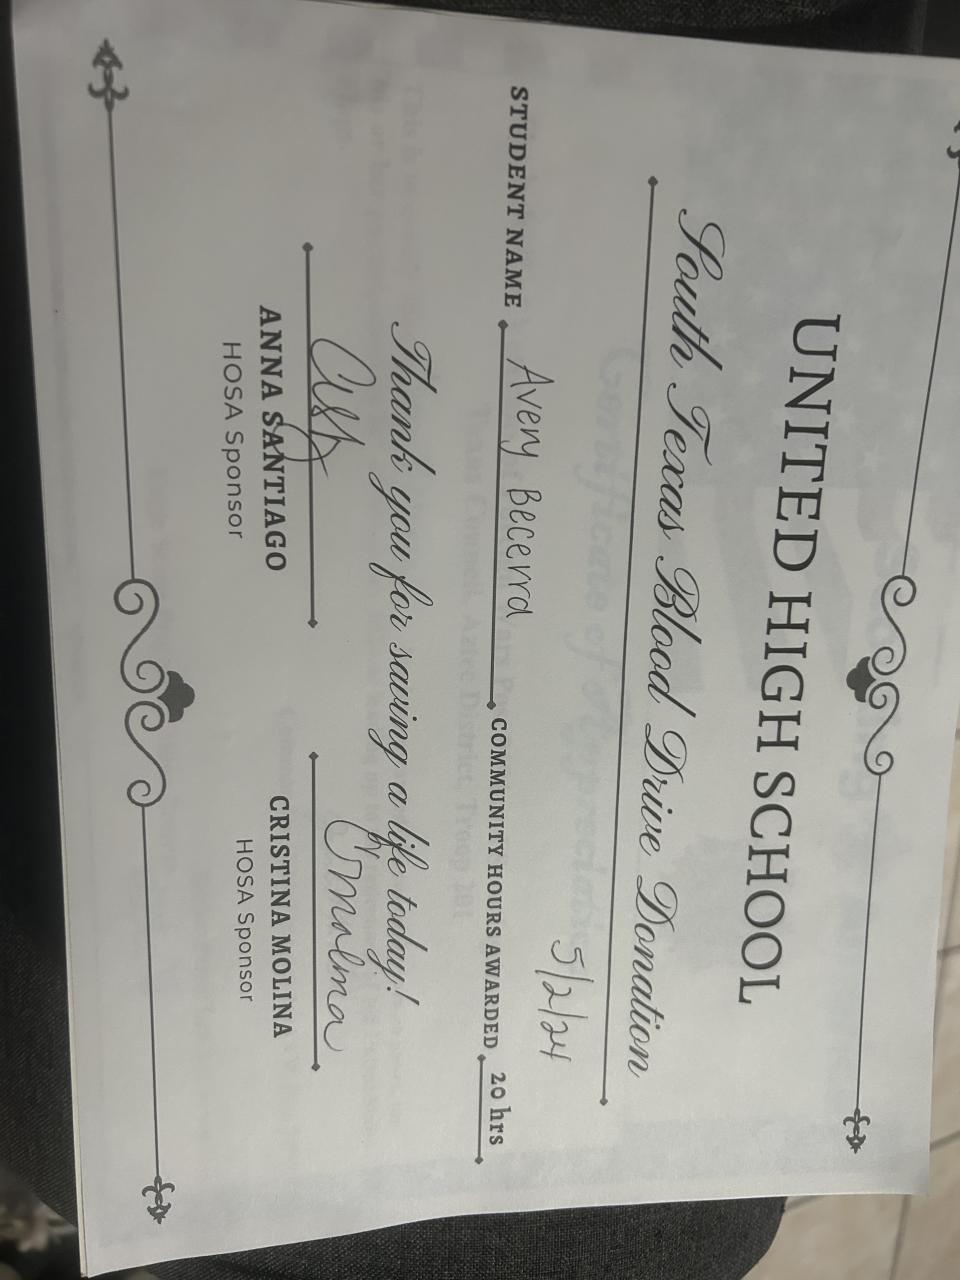 UNITED HIGH SCHOOL
South Texas Blood Drive Donation
5/2/24
STUDENT NAME Avery Becerra COMMUNITY HOURS AWARDED 20 hrs
Thank you for saving a life today!
ANNA SANTIAGO CRISTINA MOLINA
HOSA Sponsor HOSA Sponsor